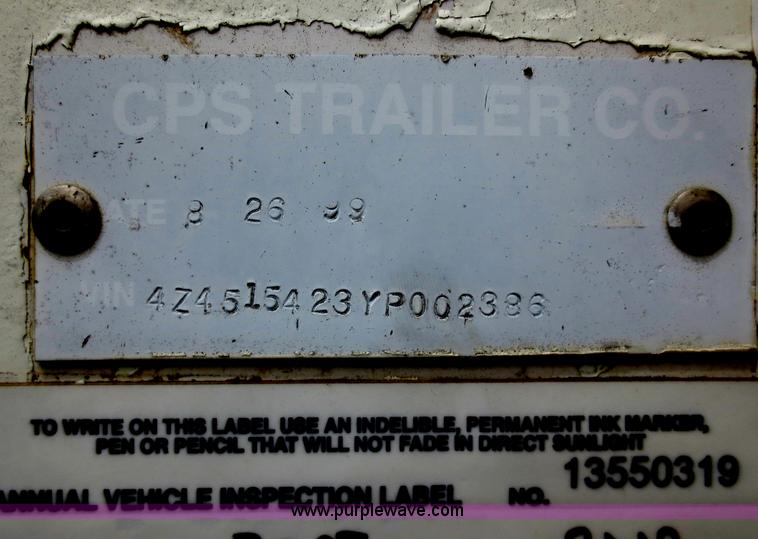 CPS TRAILER CO.
DATE 8 26 99
VIN 4Z4515423YP002386
TO WRITE ON THIS LABEL USE AN INDELIBLE, PERMANENT INK MARKER,
PEN OR PENCIL THAT WILL NOT FADE IN DIRECT SUNLIGHT
13550319
ANNUAL VEHICLE INSPECTION LABEL NO.
www.purplewave.com